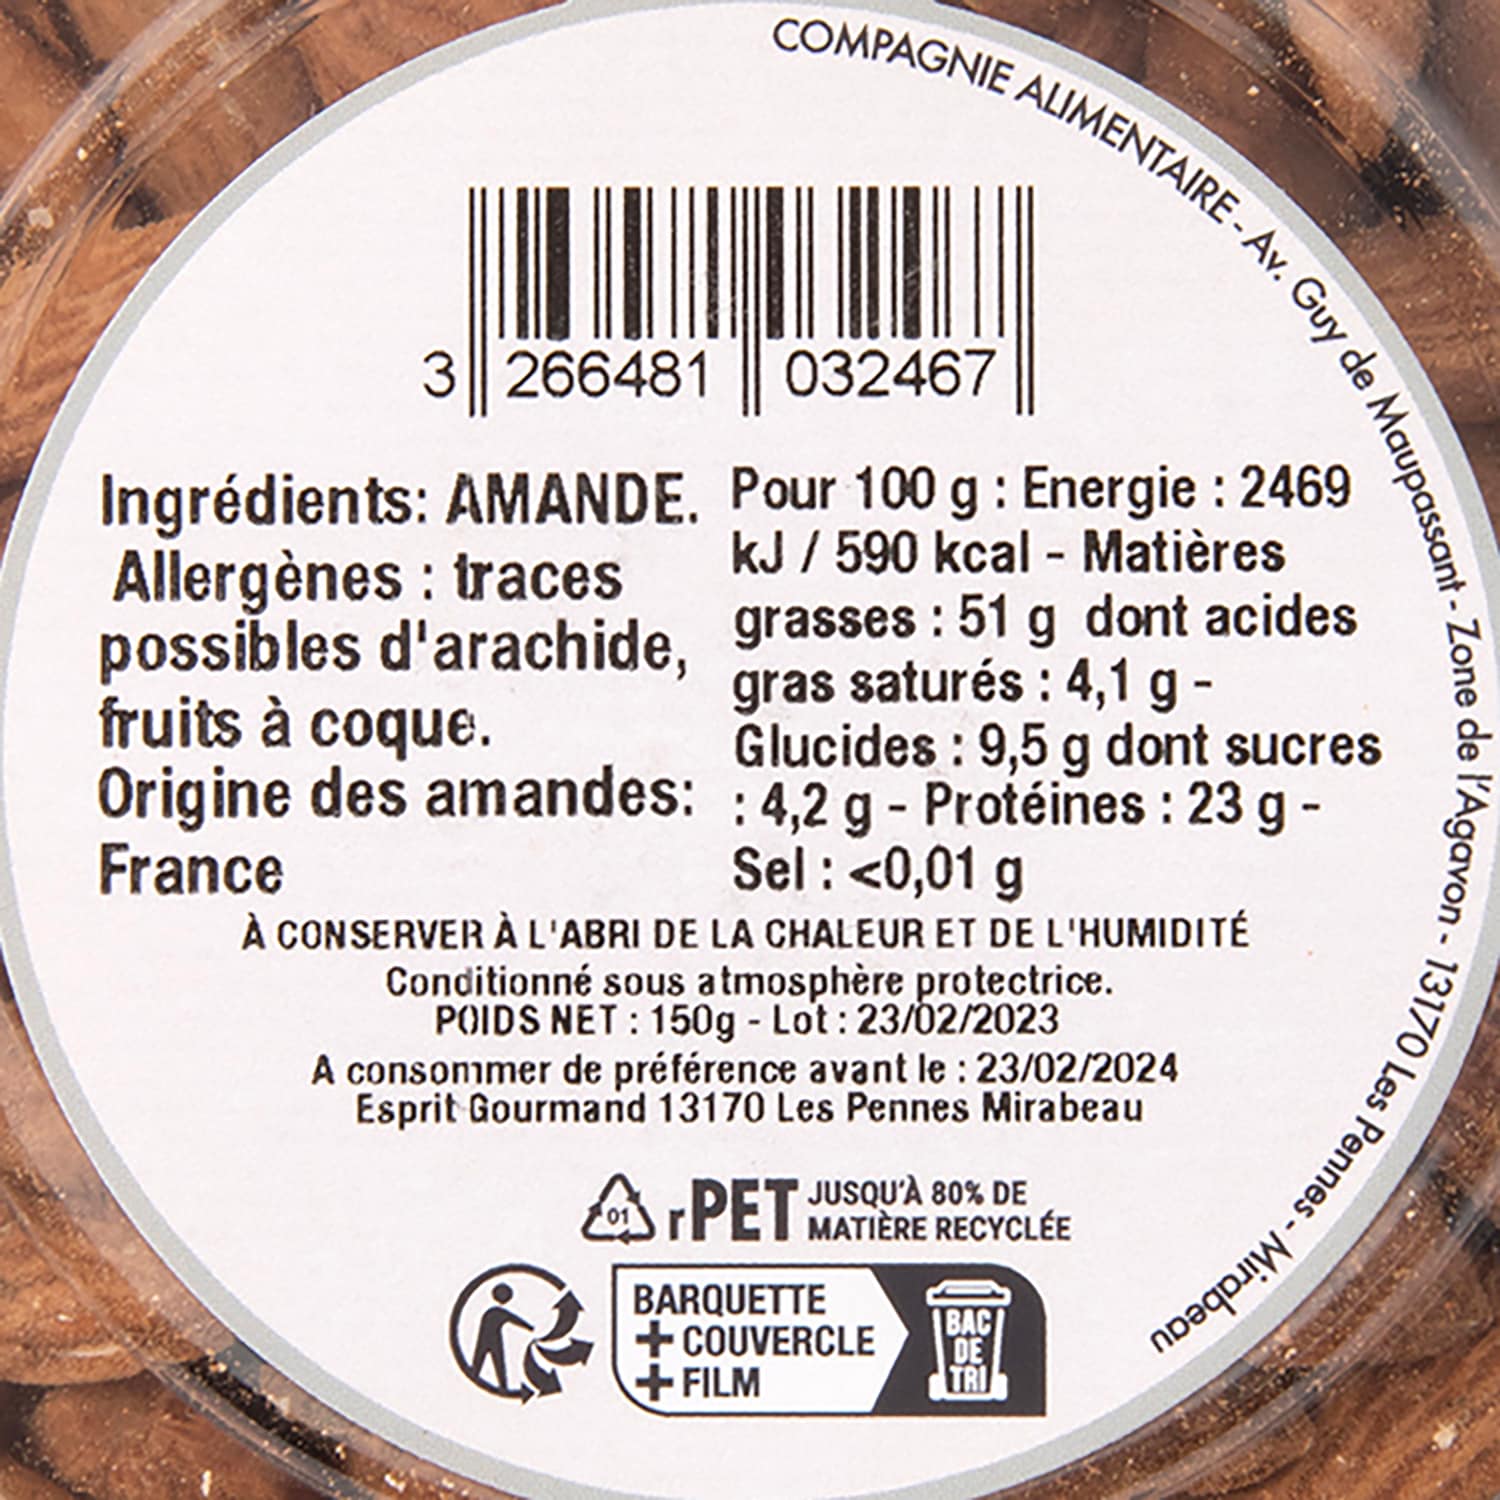 COMPAGNIE ALIMENTAIRE - Av. Guy de Maupassant - Zone de l'Agavon - 13170 Les Pennes - Mirabeau
3 266481 032467
Ingrédients: AMANDE.
Allergènes : traces
possibles d'arachide,
fruits à coque.
Origine des amandes:
France
Pour 100 g : Energie : 2469
kJ / 590 kcal - Matières
grasses : 51 g dont acides
gras saturés : 4,1 g -
Glucides : 9,5 g dont sucres
: 4,2 g - Protéines : 23 g -
Sel : <0,01 g
À CONSERVER À L'ABRI DE LA CHALEUR ET DE L'HUMIDITÉ
Conditionné sous atmosphère protectrice.
POIDS NET : 150g - Lot : 23/02/2023
A consommer de préférence avant le : 23/02/2024
Esprit Gourmand 13170 Les Pennes Mirabeau
01 rPET JUSQU'À 80% DE
MATIÈRE RECYCLÉE
BARQUETTE
+ COUVERCLE
+ FILM
BAC
DE
TRI